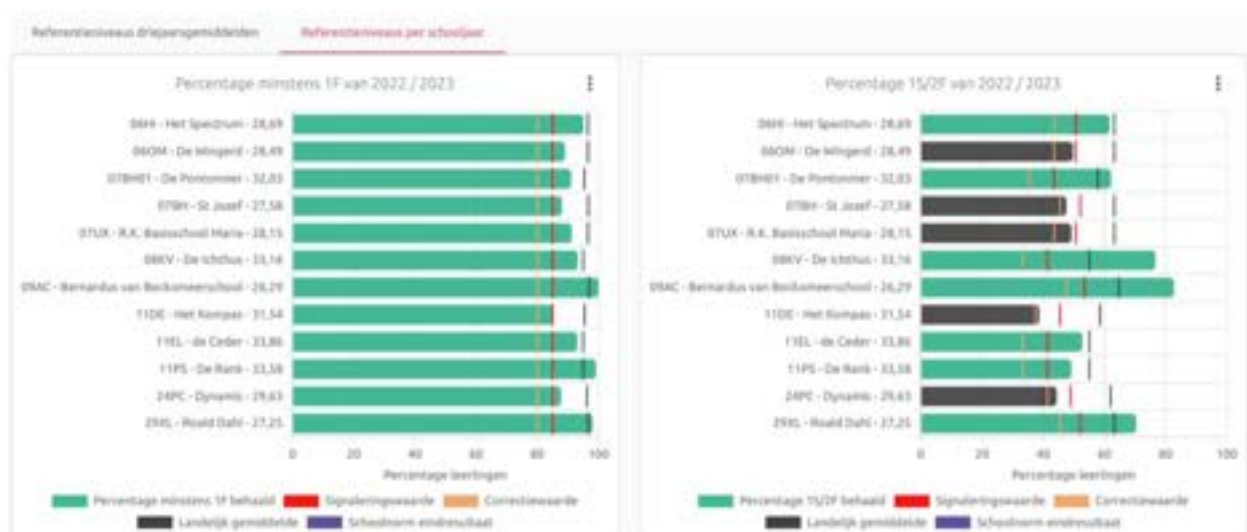 Referentieniveaus driejaarsgemiddelden
Referentieniveaus per schooljaar
Percentage minstens 1F van 2022 / 2023
06HI - Het Spectrum - 28,69
06OM - De Wingerd - 28,49
07BH01 - De Pontonnier - 32,03
07BH - St Jozef - 27,58
07UX - R.K. Basisschool Maria - 28,15
08KV - De Ichthus - 33,16
09AC - Bernardus van Bockxmeerschool - 26,29
11DE - Het Kompas - 31,54
11EL - de Ceder - 33,86
11PS - De Rank - 33,58
24PC - Dynamis - 29,63
29XL - Roald Dahl - 27,25
0 20 40 60 80 100
Percentage leerlingen
Percentage minstens 1F behaald Signaleringswaarde Correctiewaarde
Landelijk gemiddelde Schoolnorm eindresultaat
Percentage 1S/2F van 2022 / 2023
06HI - Het Spectrum - 28,69
06OM - De Wingerd - 28,49
07BH01 - De Pontonnier - 32,03
07BH - St Jozef - 27,58
07UX - R.K. Basisschool Maria - 28,15
08KV - De Ichthus - 33,16
09AC - Bernardus van Bockxmeerschool - 26,29
11DE - Het Kompas - 31,54
11EL - de Ceder - 33,86
11PS - De Rank - 33,58
24PC - Dynamis - 29,63
29XL - Roald Dahl - 27,25
0 20 40 60 80 100
Percentage leerlingen
Percentage 1S/2F behaald Signaleringswaarde Correctiewaarde
Landelijk gemiddelde Schoolnorm eindresultaat